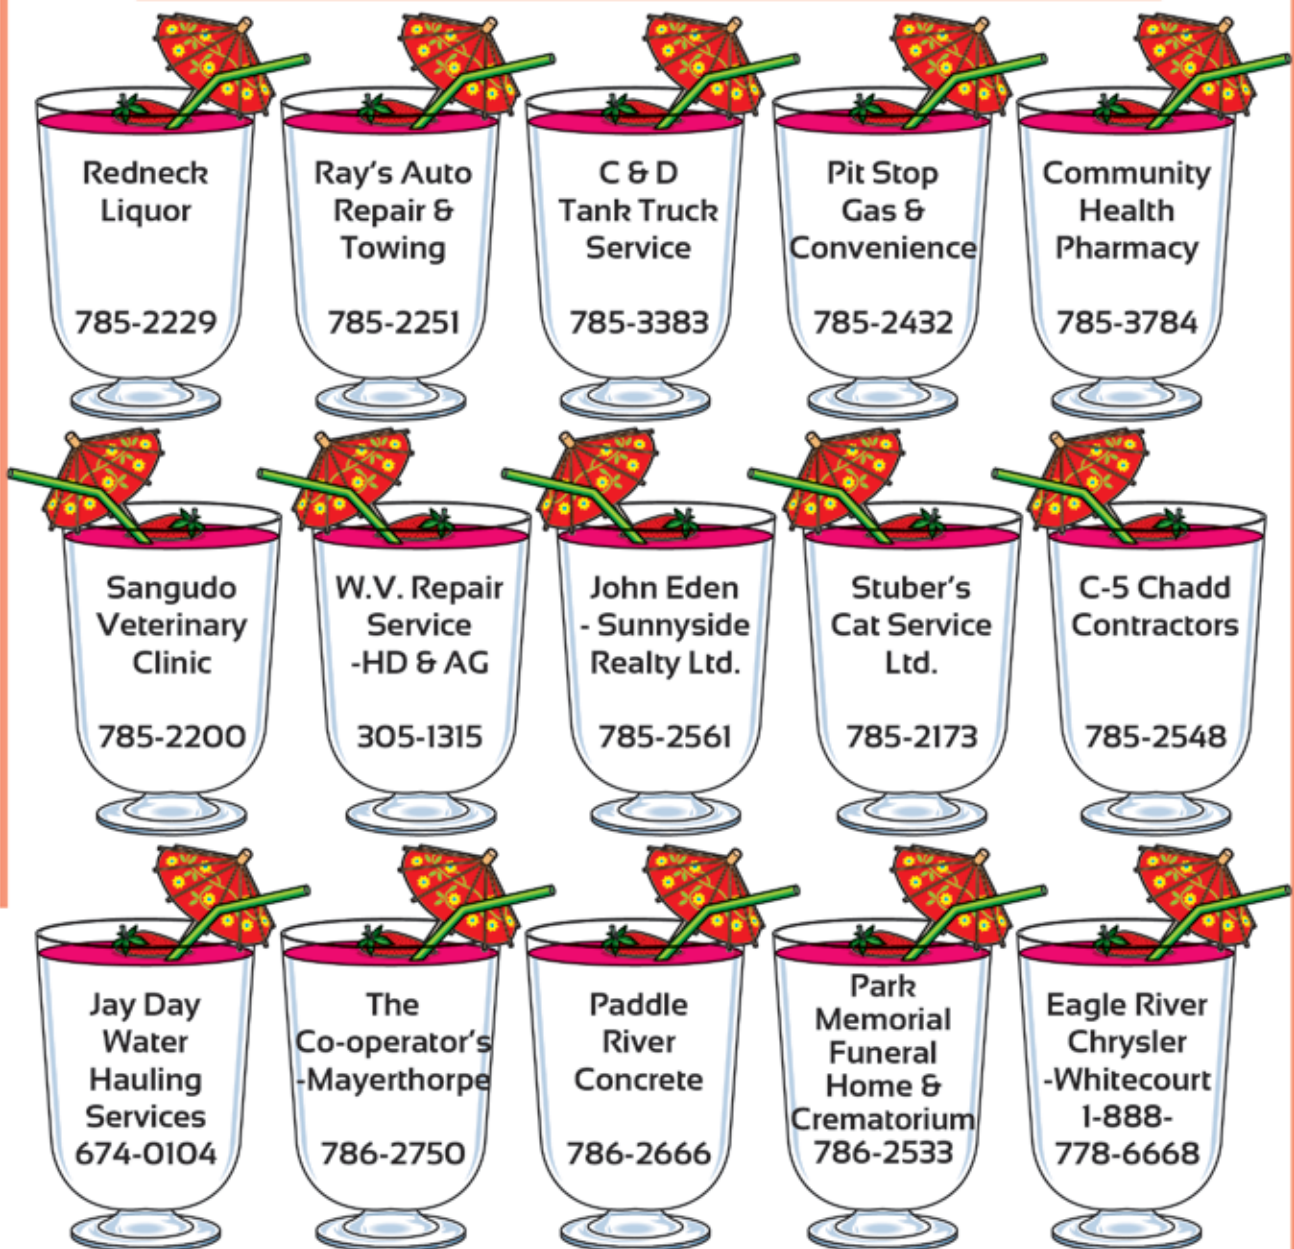 Redneck
Liquor
785-2229
Ray's Auto
Repair &
Towing
785-2251
C & D
Tank Truck
Service
785-3383
Pit Stop
Gas &
Convenience
785-2432
Community
Health
Pharmacy
785-3784
Sangudo
Veterinary
Clinic
785-2200
W.V. Repair
Service
-HD & AG
305-1315
John Eden
- Sunnyside
Realty Ltd.
785-2561
Stuber's
Cat Service
Ltd.
785-2173
C-5 Chadd
Contractors
785-2548
Jay Day
Water
Hauling
Services
674-0104
The
Co-operator's
-Mayerthorpe
786-2750
Paddle
River
Concrete
786-2666
Park
Memorial
Funeral
Home &
Crematorium
786-2533
Eagle River
Chrysler
-Whitecourt
1-888-
778-6668